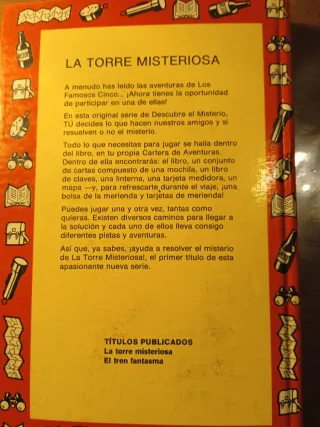 LA TORRE MISTERIOSA
A menudo has leído las aventuras de Los
Famosos Cinco... ¡Ahora tienes la oportunidad
de participar en una de ellas!
En esta original serie de Descubre el Misterio,
TÚ decides lo que hacen nuestros amigos y si
resuelven o no el misterio.
Todo lo que necesitas para jugar se halla dentro
del libro, en tu propia Cartera de Aventuras.
Dentro de ella encontrarás: el libro, un conjunto
de cartas compuesto de una mochila, un libro
de claves, una linterna, una tarjeta medidora, un
mapa —y, para refrescarte durante el viaje, ¡una
bolsa de la merienda y tarjetas de merienda!
Puedes jugar una y otra vez, tantas como
quieras. Existen diversos caminos para llegar a
la solución y cada uno de ellos lleva consigo
diferentes pistas y aventuras.
Así que, ya sabes, ¡ayuda a resolver el misterio
de La Torre Misteriosa!, el primer título de esta
apasionante nueva serie.
TÍTULOS PUBLICADOS
La torre misteriosa
El tren fantasma